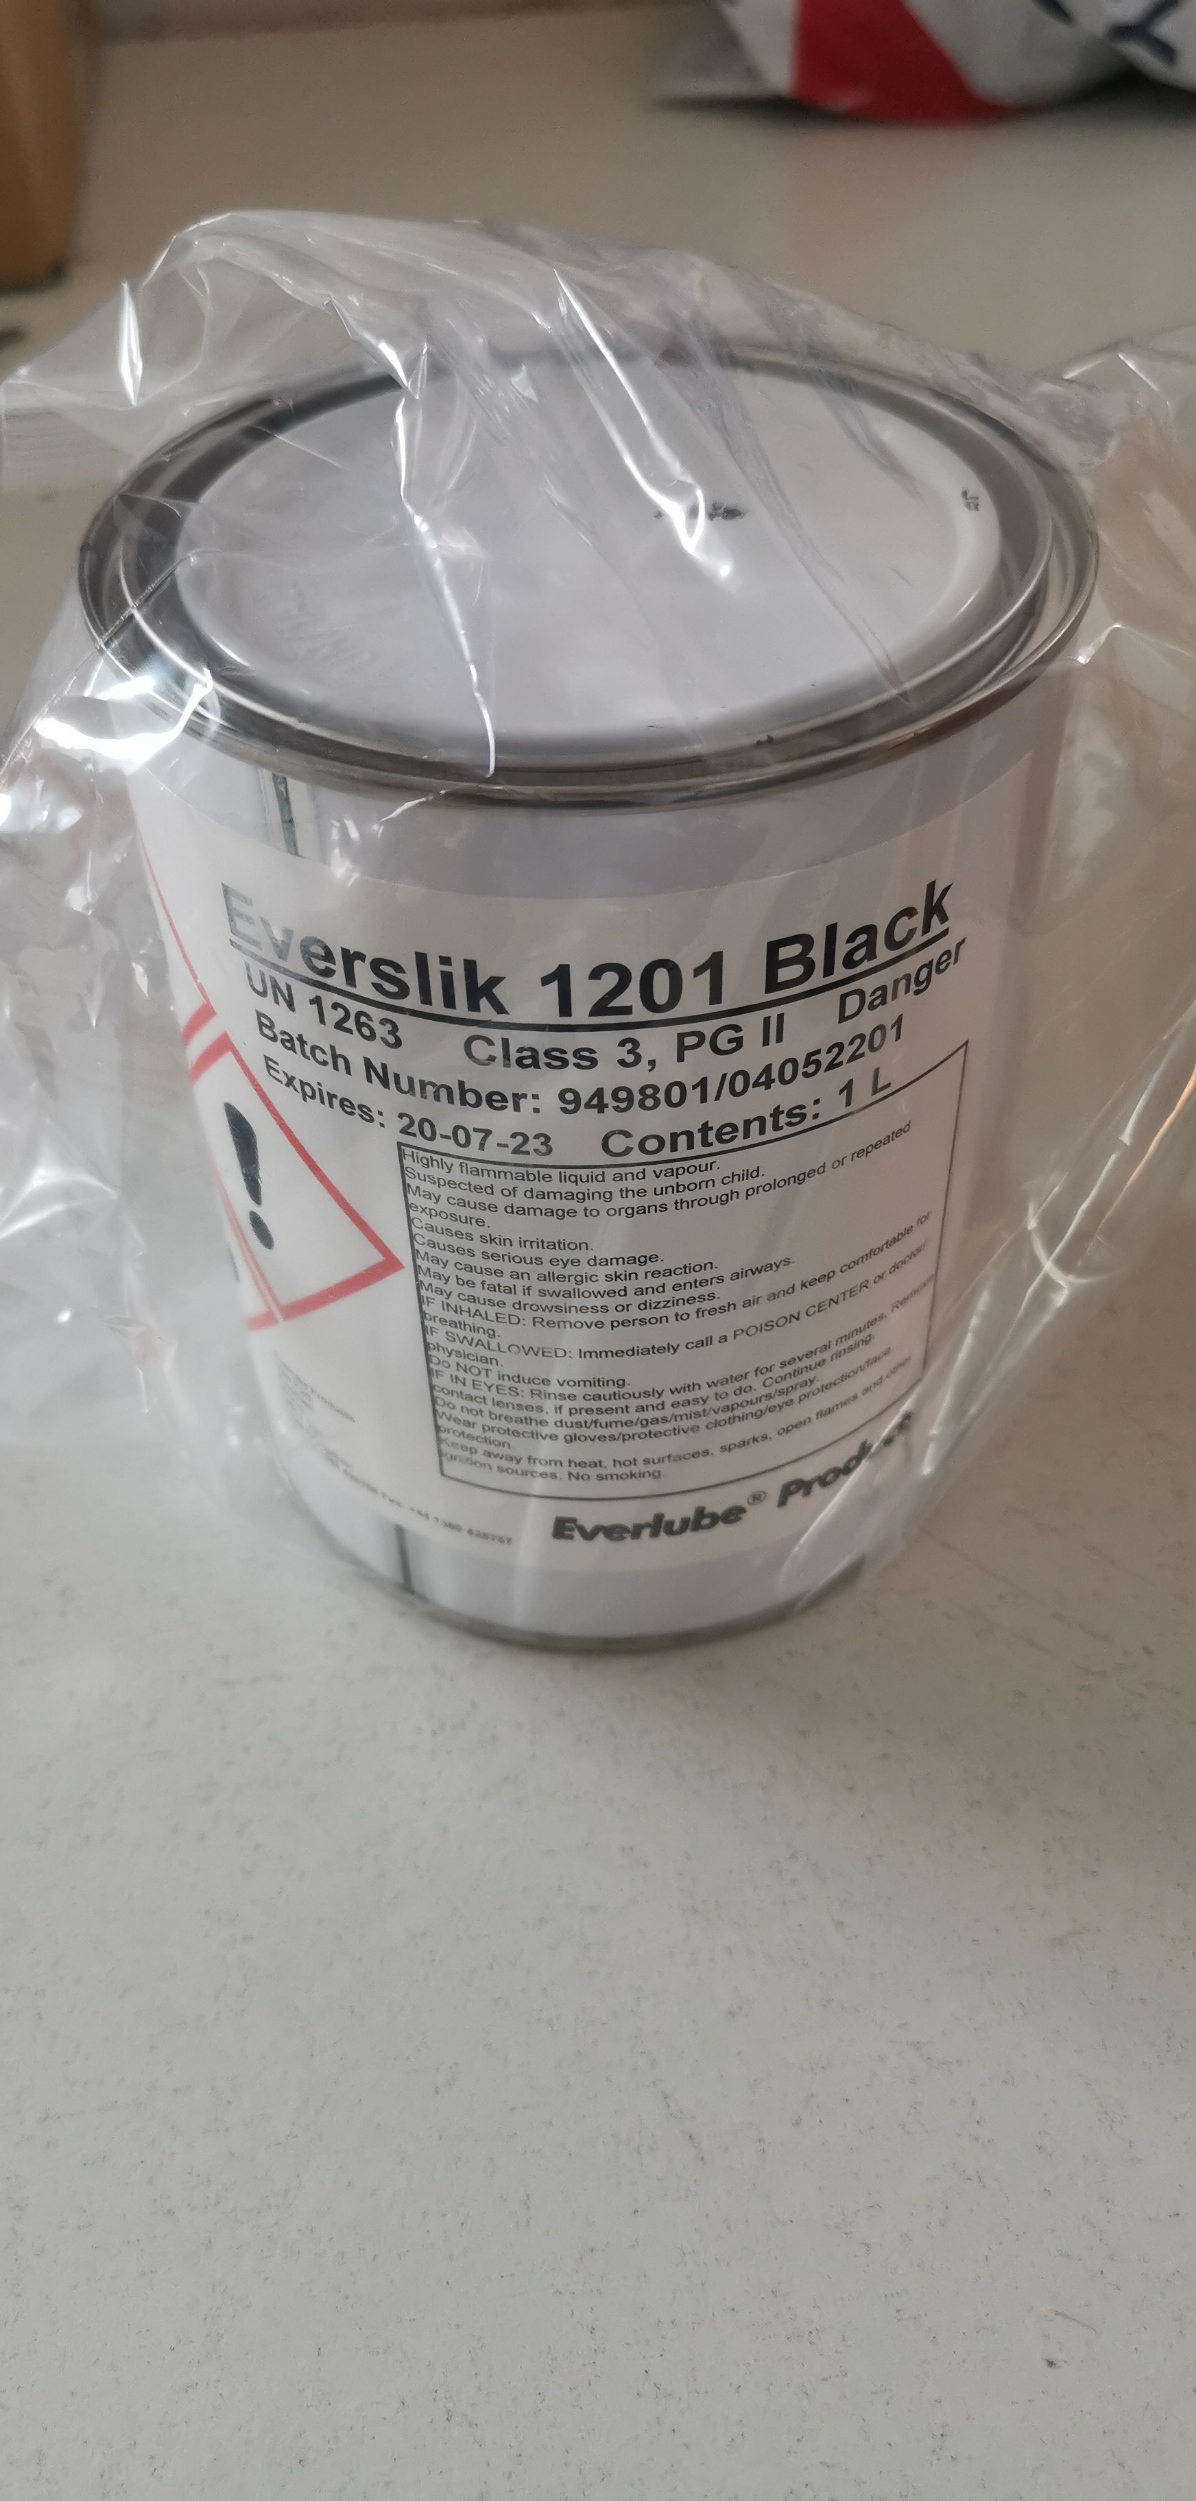 Everslik 1201 Black
UN 1263 Class 3, PG II Danger
Batch Number: 949801/04052201
Expires: 20-07-23 Contents: 1 L
Highly flammable liquid and vapour.
Suspected of damaging the unborn child.
May cause damage to organs through prolonged or repeated
exposure.
Causes skin irritation.
Causes serious eye damage.
May cause an allergic skin reaction.
May be fatal if swallowed and enters airways.
May cause drowsiness or dizziness.
IF INHALED: Remove person to fresh air and keep comfortable for
breathing.
IF SWALLOWED: Immediately call a POISON CENTER or doctor/
physician.
Do NOT induce vomiting.
IF IN EYES: Rinse cautiously with water for several minutes. Remove
contact lenses, if present and easy to do. Continue rinsing.
Do not breathe dust/fume/gas/mist/vapours/spray.
Wear protective gloves/protective clothing/eye protection/face
protection.
Keep away from heat, hot surfaces, sparks, open flames and other
ignition sources. No smoking.
Everlube®